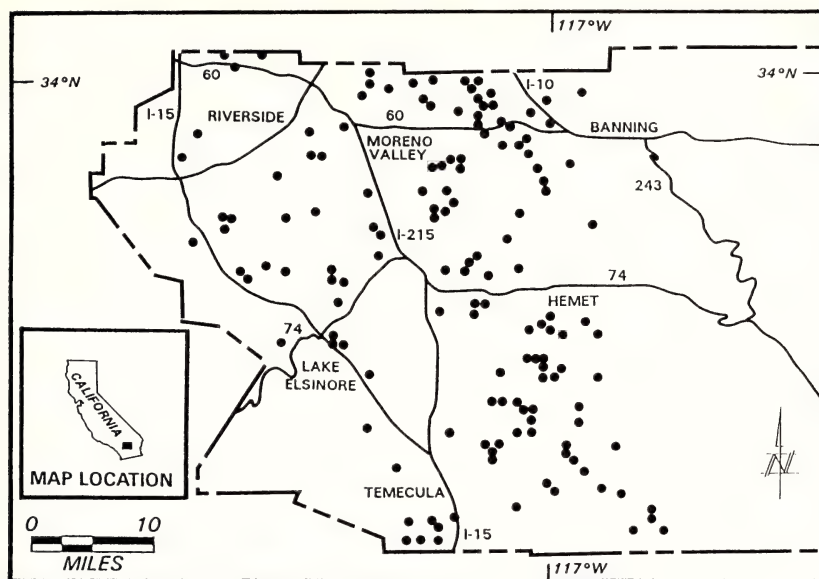 117°W
34°N
34°N
60
I-10
I-15
RIVERSIDE
60
BANNING
MORENO
VALLEY
243
I-215
74
HEMET
74
LAKE
ELSINORE
CALIFORNIA
MAP LOCATION
N
TEMECULA
0 10
MILES
I-15
117°W